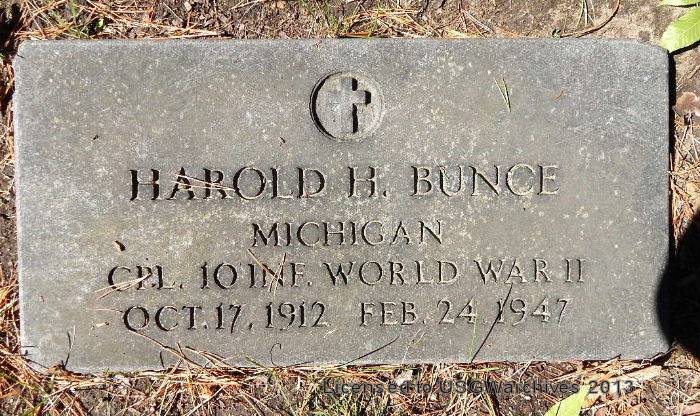 HAROLD H. BUNCE
MICHIGAN
CPL. 10 INF. WORLD WAR II
OCT. 17, 1912 FEB. 24, 1947
Licensed to USGWarchives 2013